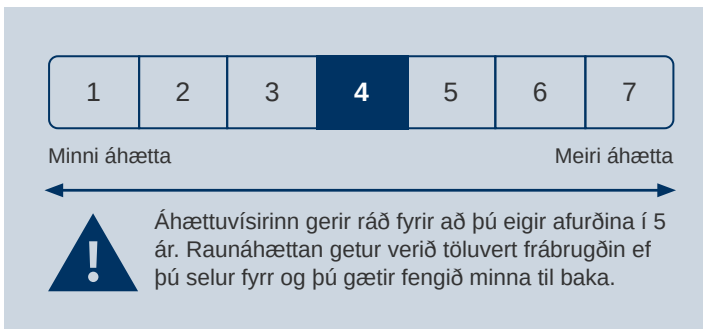 1 2 3 4 5 6 7
Minni áhætta Meiri áhætta
!
Áhættuvísirinn gerir ráð fyrir að þú eigir afurðina í 5
ár. Raunáhættan getur verið töluvert frábrugðin ef
þú selur fyrr og þú gætir fengið minna til baka.